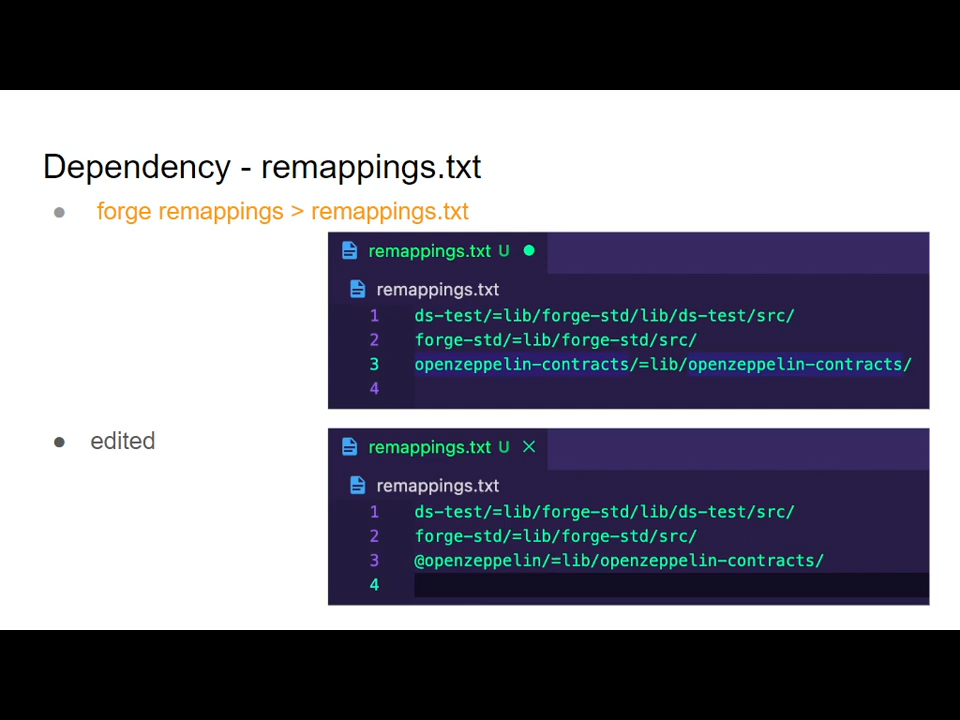 Dependency - remappings.txt
● forge remappings > remappings.txt
remappings.txt U ●
remappings.txt
1 ds-test/=lib/forge-std/lib/ds-test/src/
2 forge-std/=lib/forge-std/src/
3 openzeppelin-contracts/=lib/openzeppelin-contracts/
4
● edited
remappings.txt U ×
remappings.txt
1 ds-test/=lib/forge-std/lib/ds-test/src/
2 forge-std/=lib/forge-std/src/
3 @openzeppelin/=lib/openzeppelin-contracts/
4